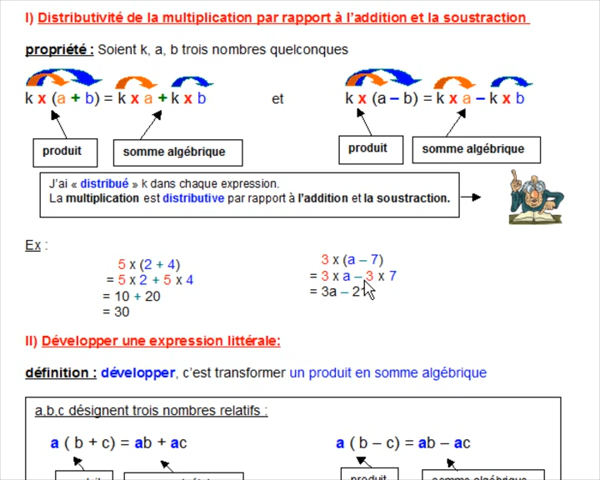 I) Distributivité de la multiplication par rapport à l'addition et la soustraction
propriété : Soient k, a, b trois nombres quelconques
k x (a + b) = k x a + k x b et k x (a – b) = k x a – k x b
produit somme algébrique produit somme algébrique
J'ai « distribué » k dans chaque expression.
La multiplication est distributive par rapport à l'addition et la soustraction.
Ex :
5 x (2 + 4)
= 5 x 2 + 5 x 4
= 10 + 20
= 30
3 x (a – 7)
= 3 x a – 3 x 7
= 3a – 21
II) Développer une expression littérale:
définition : développer, c'est transformer un produit en somme algébrique
a,b,c désignent trois nombres relatifs :
a ( b + c) = ab + ac a ( b – c) = ab – ac
produit somme algébrique